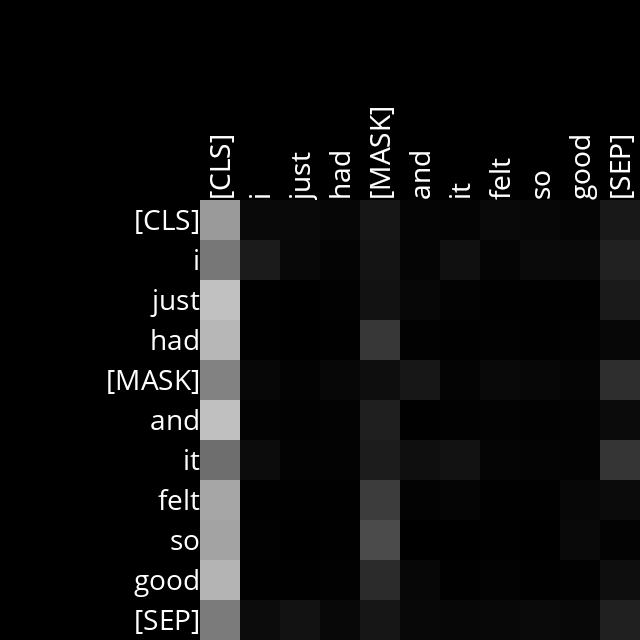 [CLS] i just had [MASK] and it felt so good [SEP]
[CLS]
i
just
had
[MASK]
and
it
felt
so
good
[SEP]